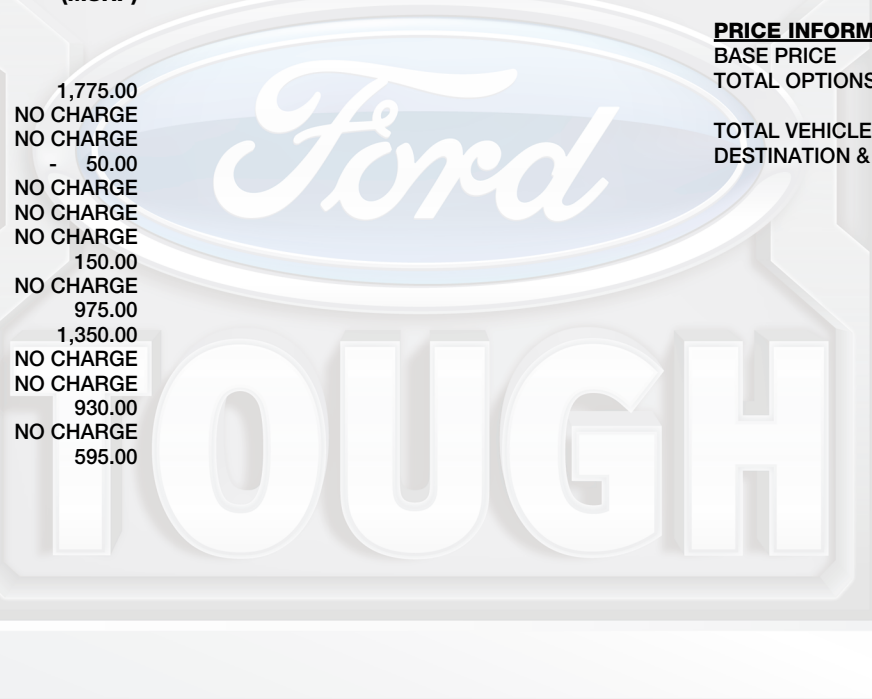 1,775.00
NO CHARGE
NO CHARGE
- 50.00
NO CHARGE
NO CHARGE
NO CHARGE
150.00
NO CHARGE
975.00
1,350.00
NO CHARGE
NO CHARGE
930.00
NO CHARGE
595.00
PRICE INFORM
BASE PRICE
TOTAL OPTIONS
TOTAL VEHICLE
DESTINATION &
Ford
TOUGH